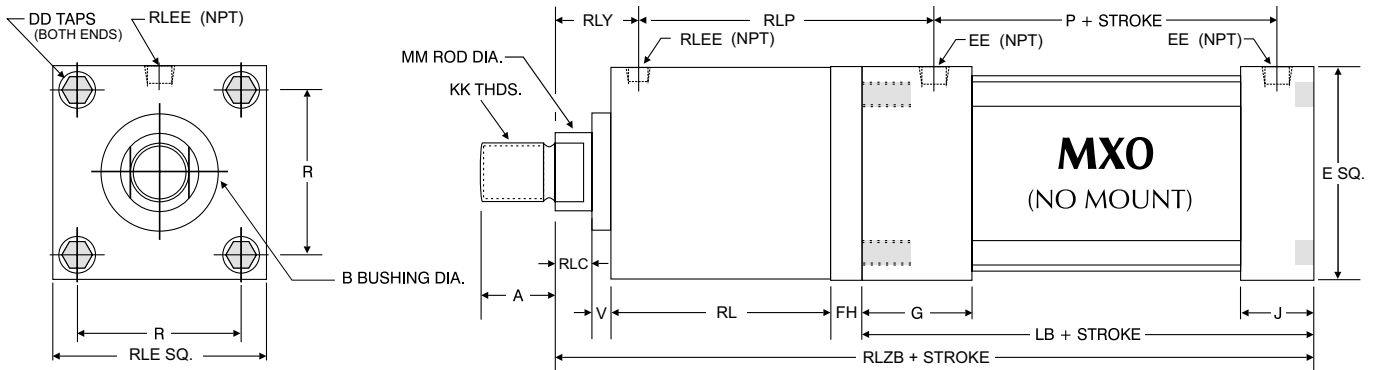 DD TAPS
(BOTH ENDS)
RLEE (NPT)
R
B BUSHING DIA.
R
RLE SQ.
RLY
RLP
P + STROKE
RLEE (NPT)
EE (NPT)
EE (NPT)
MM ROD DIA.
KK THDS.
MXO
(NO MOUNT)
E SQ.
RLC
A
V
RL
FH
G
J
LB + STROKE
RLZB + STROKE